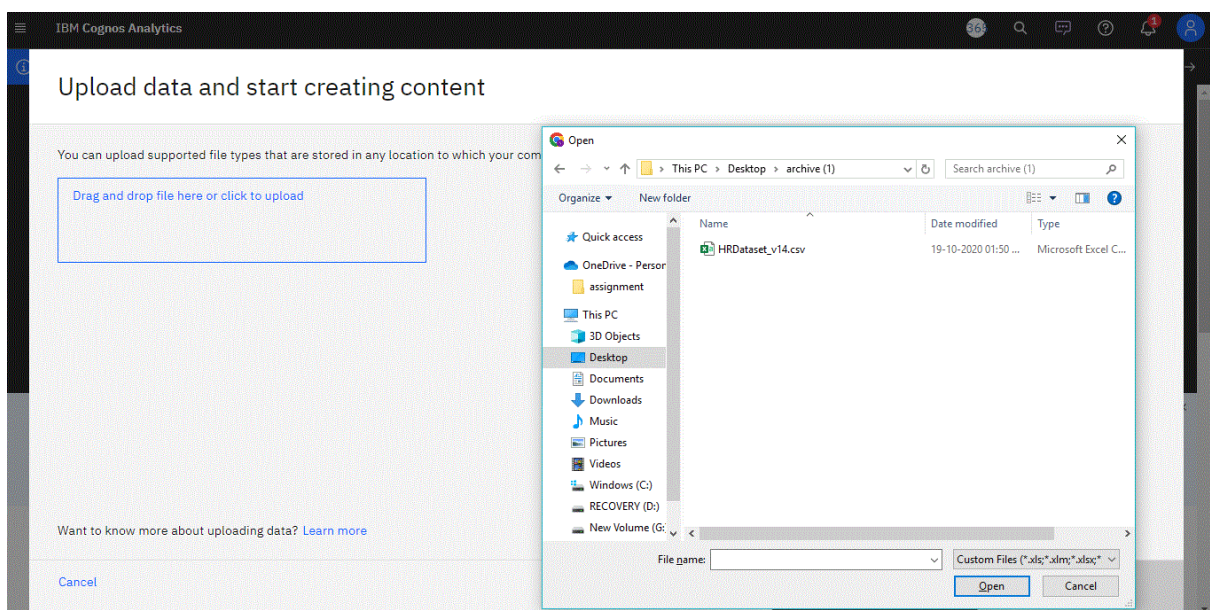 IBM Cognos Analytics
365
1
Upload data and start creating content
You can upload supported file types that are stored in any location to which your com
Drag and drop file here or click to upload
Want to know more about uploading data? Learn more
Cancel
Open
This PC > Desktop > archive (1)
Search archive (1)
Organize
New folder
Quick access
OneDrive - Person
assignment
This PC
3D Objects
Desktop
Documents
Downloads
Music
Pictures
Videos
Windows (C:)
RECOVERY (D:)
New Volume (G:
Name
Date modified
Type
HRDataset_v14.csv
19-10-2020 01:50 ...
Microsoft Excel C...
File name:
Custom Files (*.xls;*.xlm;*.xlsx;*
Open
Cancel